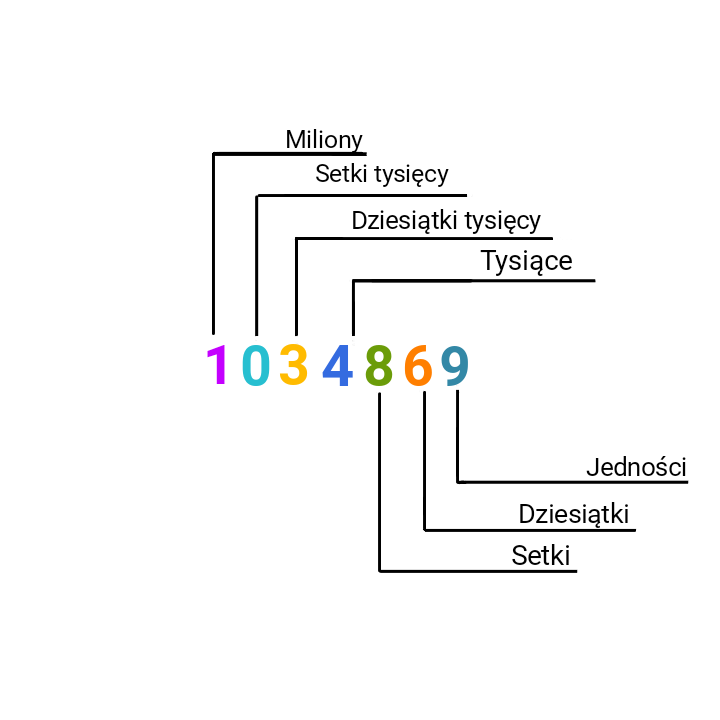 Miliony
Setki tysięcy
Dziesiątki tysięcy
Tysiące
1034869
Jedności
Dziesiątki
Setki